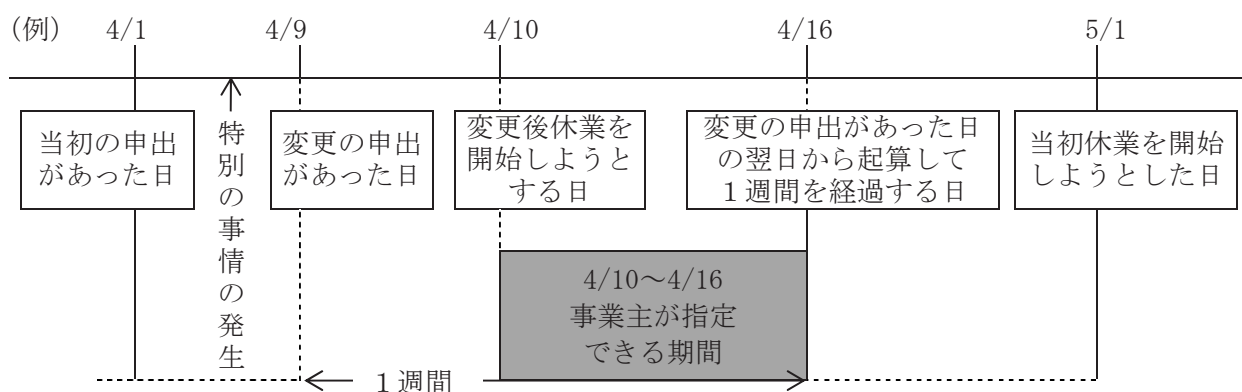 (例) 4/1 4/9 4/10 4/16 5/1
当初の申出
があった日
特別の事情の発生
変更の申出
があった日
変更後休業を
開始しようと
する日
変更の申出があった日
の翌日から起算して
１週間を経過する日
当初休業を開始
しようとした日
4/10～4/16
事業主が指定
できる期間
１週間